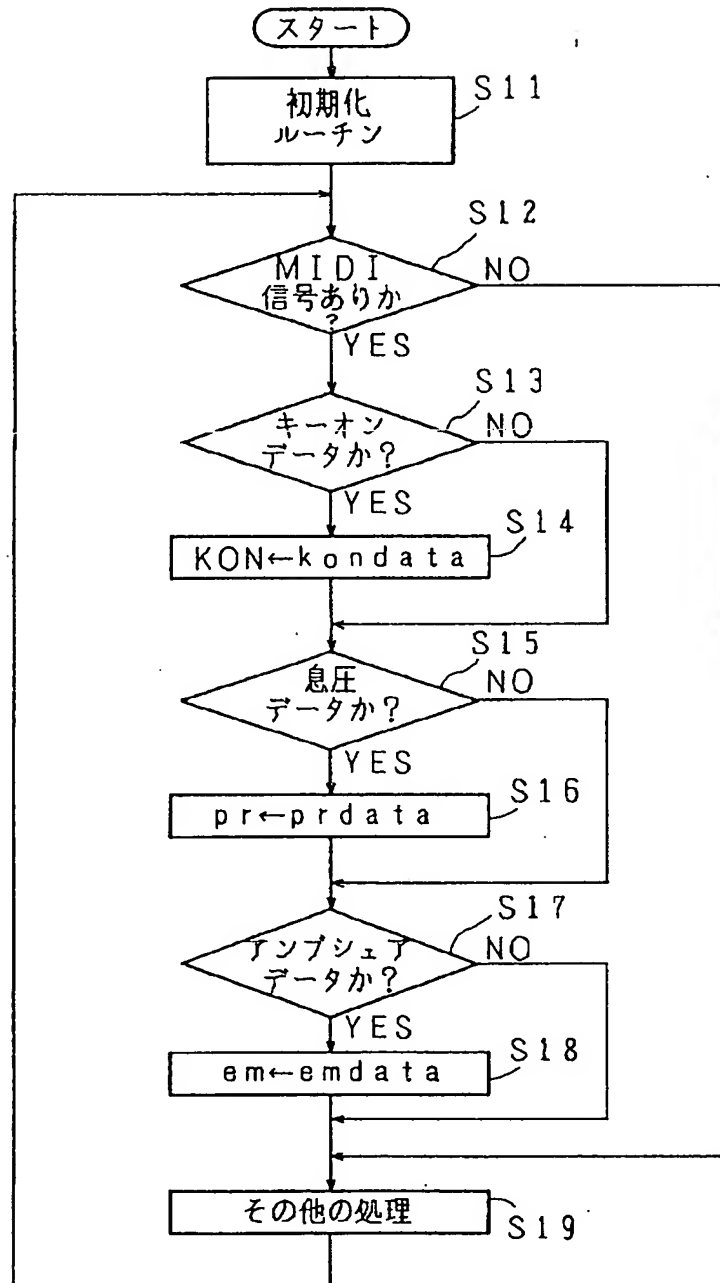 スタート
初期化
ルーチン
S11
S12
MIDI
信号ありか
?
NO
YES
S13
キーオン
データか?
NO
YES
S14
KON←kondata
S15
息圧
データか?
NO
YES
S16
pr←prdata
S17
アンブシュア
データか?
NO
YES
S18
em←emdata
その他の処理
S19